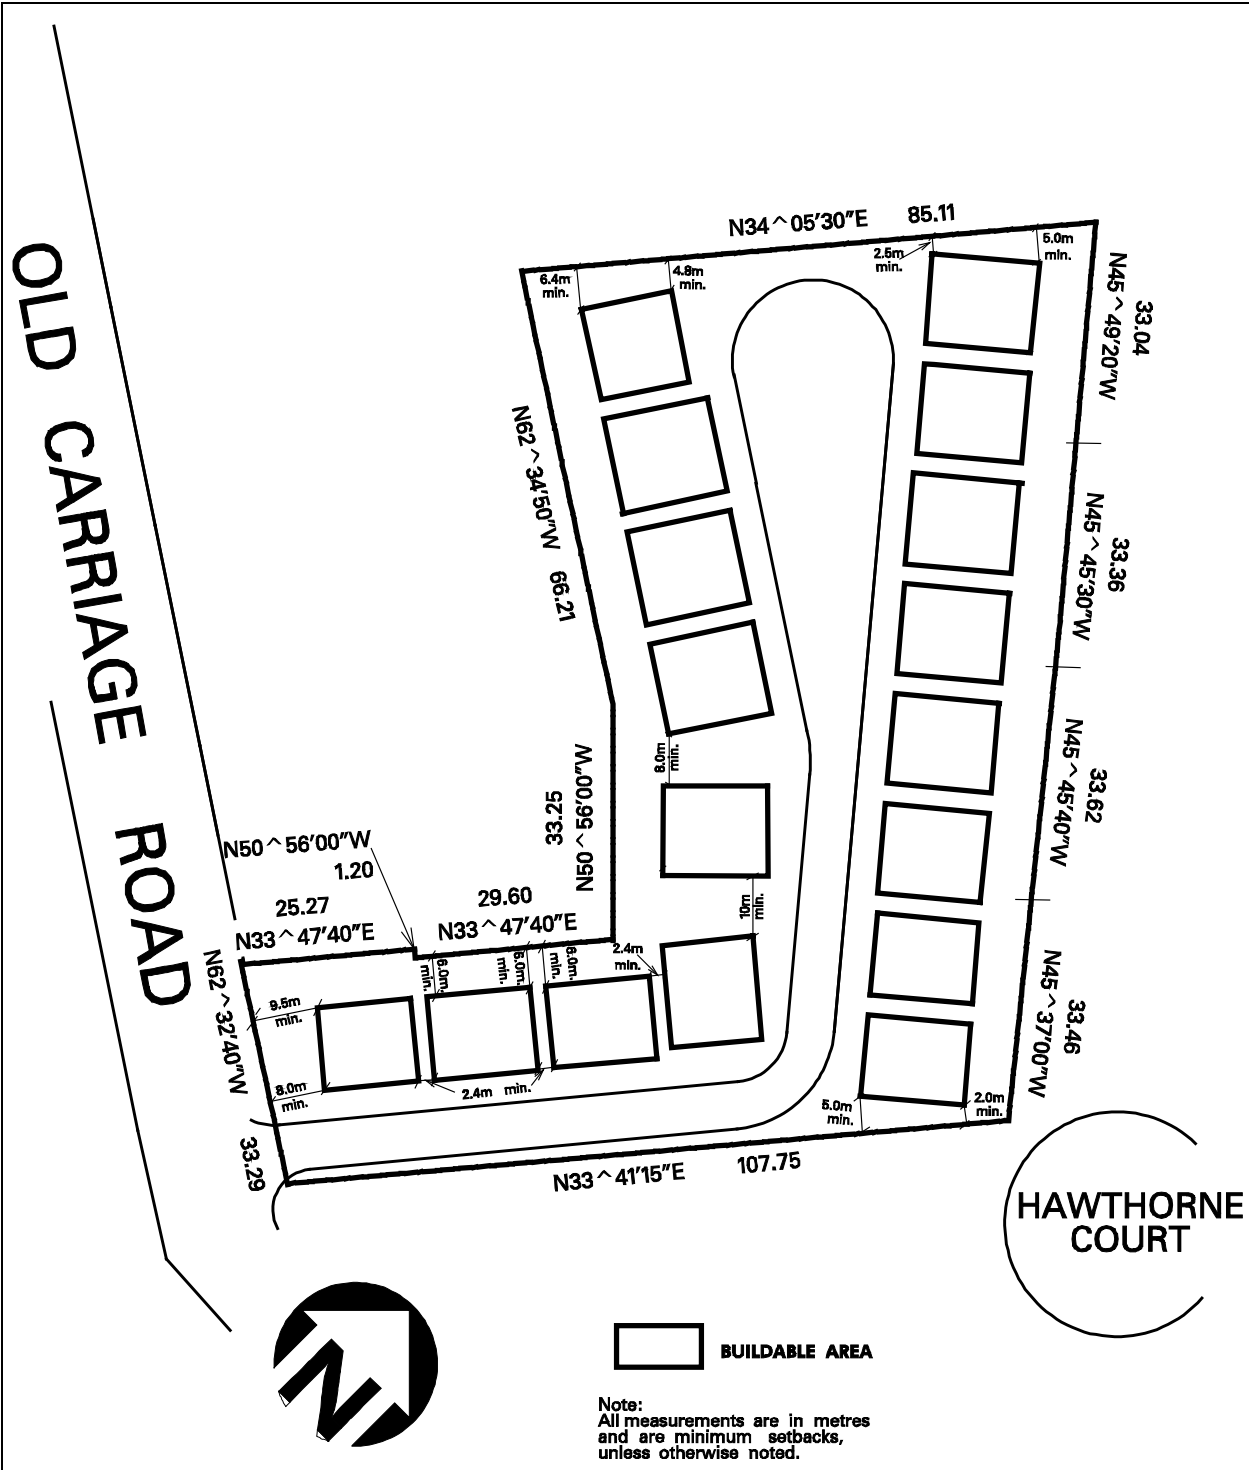 N34^05'30"E 85.11
2.5m
min.
5.0m
min.
6.4m
min.
4.8m
min.
N45^49'20"W
33.04
OLD CARRIAGE ROAD
N62^34'50"W 66.21
N45^45'30"W
33.36
8.0m
min.
N45^45'40"W
33.62
33.25
N50^56'00"W
N50^56'00"W
1.20
25.27
N33^47'40"E
29.60
N33^47'40"E
10m
min.
2.4m
min.
6.0m
min.
6.0m.
min.
6.0m.
min.
N62^32'40"W
33.29
9.5m
min.
8.0m
min.
2.4m min.
N45^37'00"W
33.46
5.0m
min.
2.0m
min.
N33^41'15"E 107.75
HAWTHORNE
COURT
N
BUILDABLE AREA
Note:
All measurements are in metres
and are minimum setbacks,
unless otherwise noted.